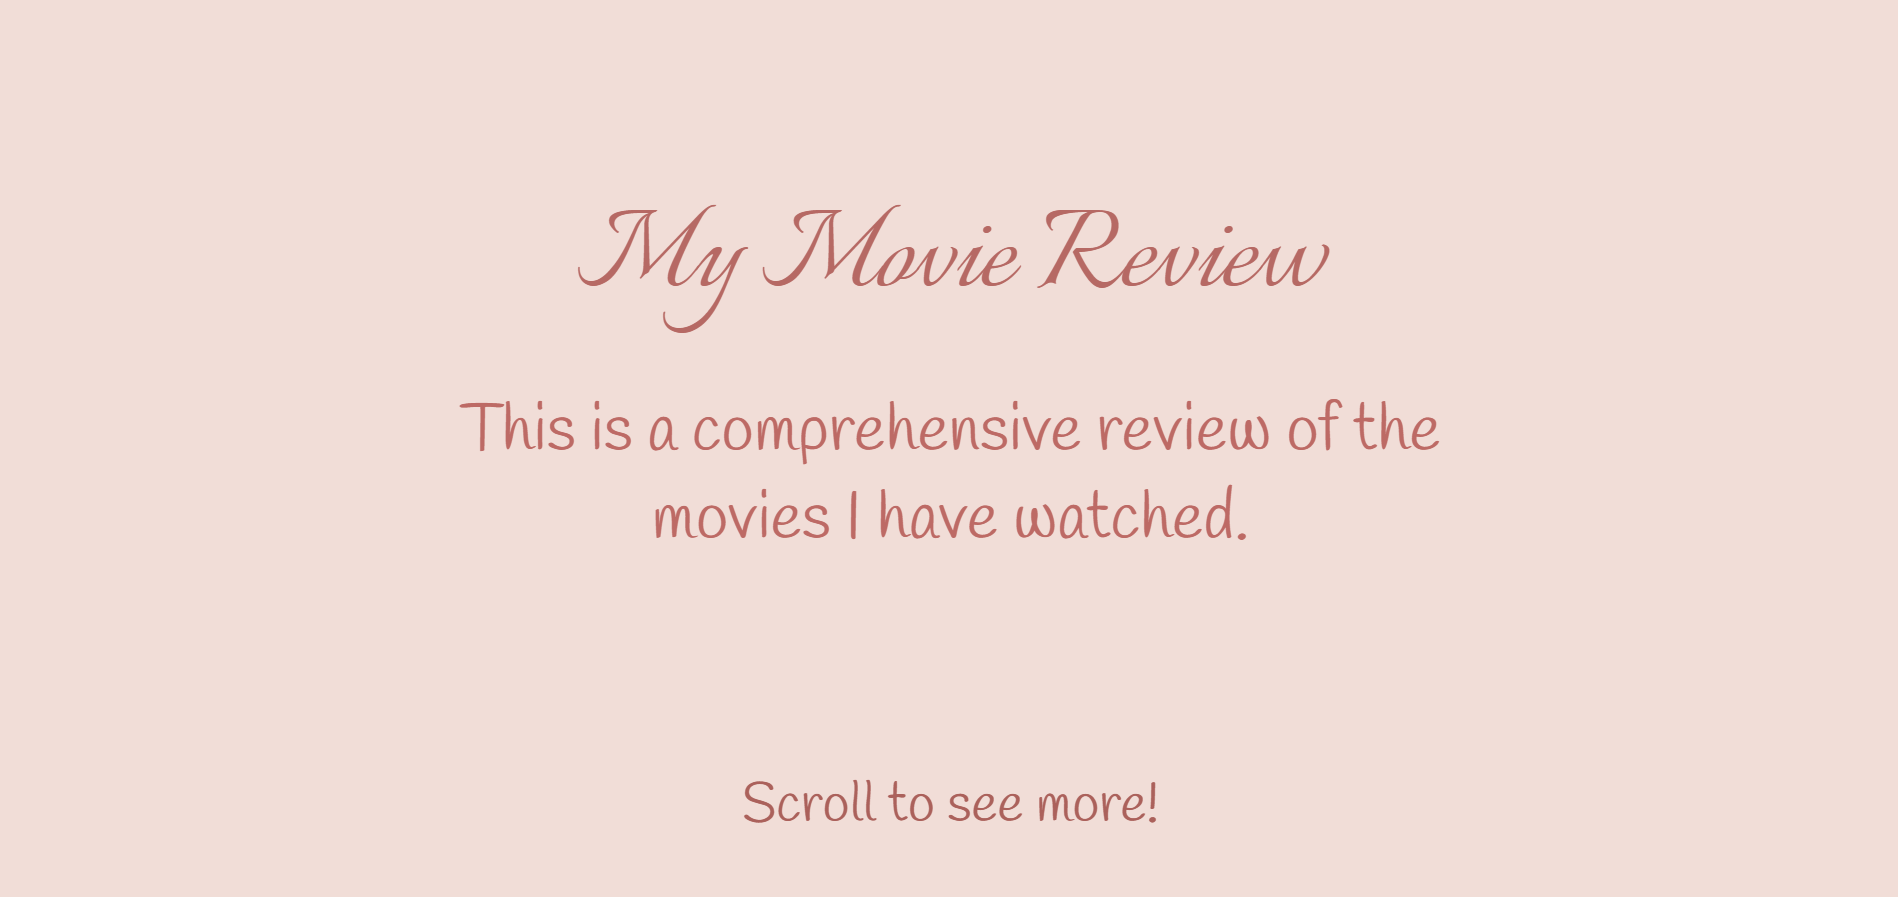 My Movie Review
This is a comprehensive review of the
movies I have watched.
Scroll to see more!